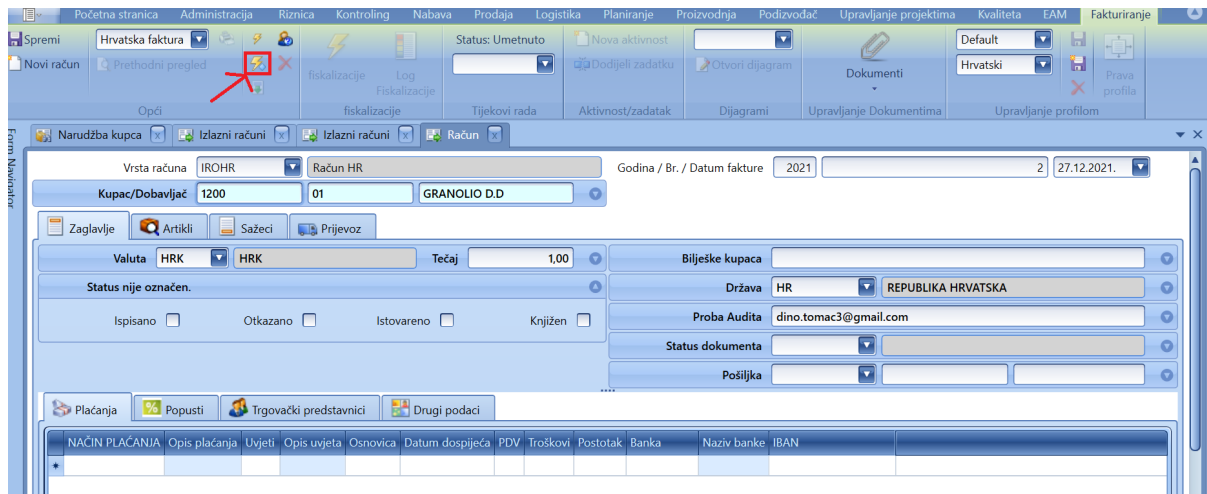 Početna stranica Administracija Riznica Kontroling Nabava Prodaja Logistika Planiranje Proizvodnja Podizvođač Upravljanje projektima Kvaliteta EAM Fakturiranje
Spremi Hrvatska faktura Status: Umetnuto Nova aktivnost Default
Novi račun Prethodni pregled fiskalizacije Log Fiskalizacije Dodijeli zadatku Otvori dijagram Dokumenti Hrvatski Prava profila
Opći fiskalizacije Tijekovi rada Aktivnost/zadatak Dijagrami Upravljanje Dokumentima Upravljanje profilom
Form Navigator
Narudžba kupca Izlazni računi Izlazni računi Račun
Vrsta računa IROHR Račun HR Godina / Br. / Datum fakture 2021 2 27.12.2021.
Kupac/Dobavljač 1200 01 GRANOLIO D.D
Zaglavlje Artikli Sažeci Prijevoz
Valuta HRK HRK Tečaj 1,00 Bilješke kupaca
Status nije označen. Država HR REPUBLIKA HRVATSKA
Ispisano Otkazano Istovareno Knjižen Proba Audita dino.tomac3@gmail.com
Status dokumenta
Pošiljka
Plaćanja Popusti Trgovački predstavnici Drugi podaci
NAČIN PLAĆANJA Opis plaćanja Uvjeti Opis uvjeta Osnovica Datum dospijeća PDV Troškovi Postotak Banka Naziv banke IBAN